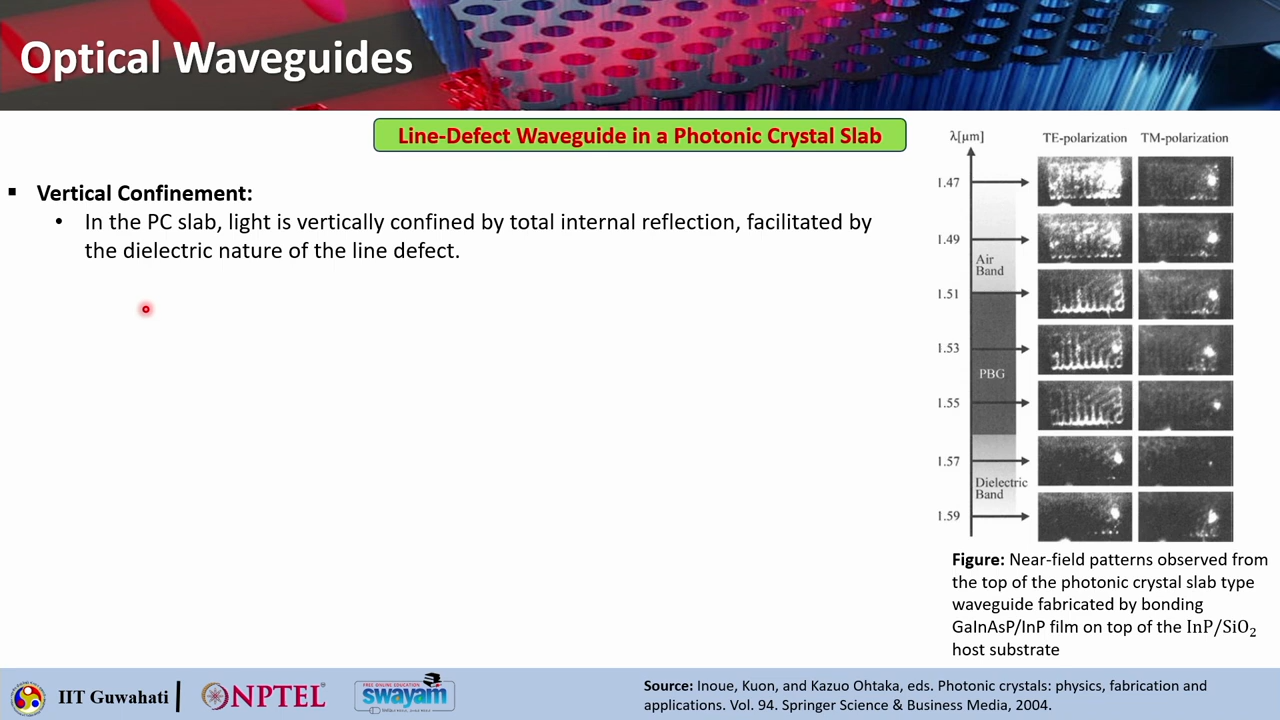 Optical Waveguides
Line-Defect Waveguide in a Photonic Crystal Slab
▪ Vertical Confinement:
• In the PC slab, light is vertically confined by total internal reflection, facilitated by
the dielectric nature of the line defect.
λ[μm]
TE-polarization TM-polarization
1.47
1.49
Air
Band
1.51
1.53
PBG
1.55
1.57
Dielectric
Band
1.59
Figure: Near-field patterns observed from
the top of the photonic crystal slab type
waveguide fabricated by bonding
GaInAsP/InP film on top of the InP/SiO₂
host substrate
IIT Guwahati
NPTEL
FREE ONLINE EDUCATION
swayam
Source: Inoue, Kuon, and Kazuo Ohtaka, eds. Photonic crystals: physics, fabrication and
applications. Vol. 94. Springer Science & Business Media, 2004.